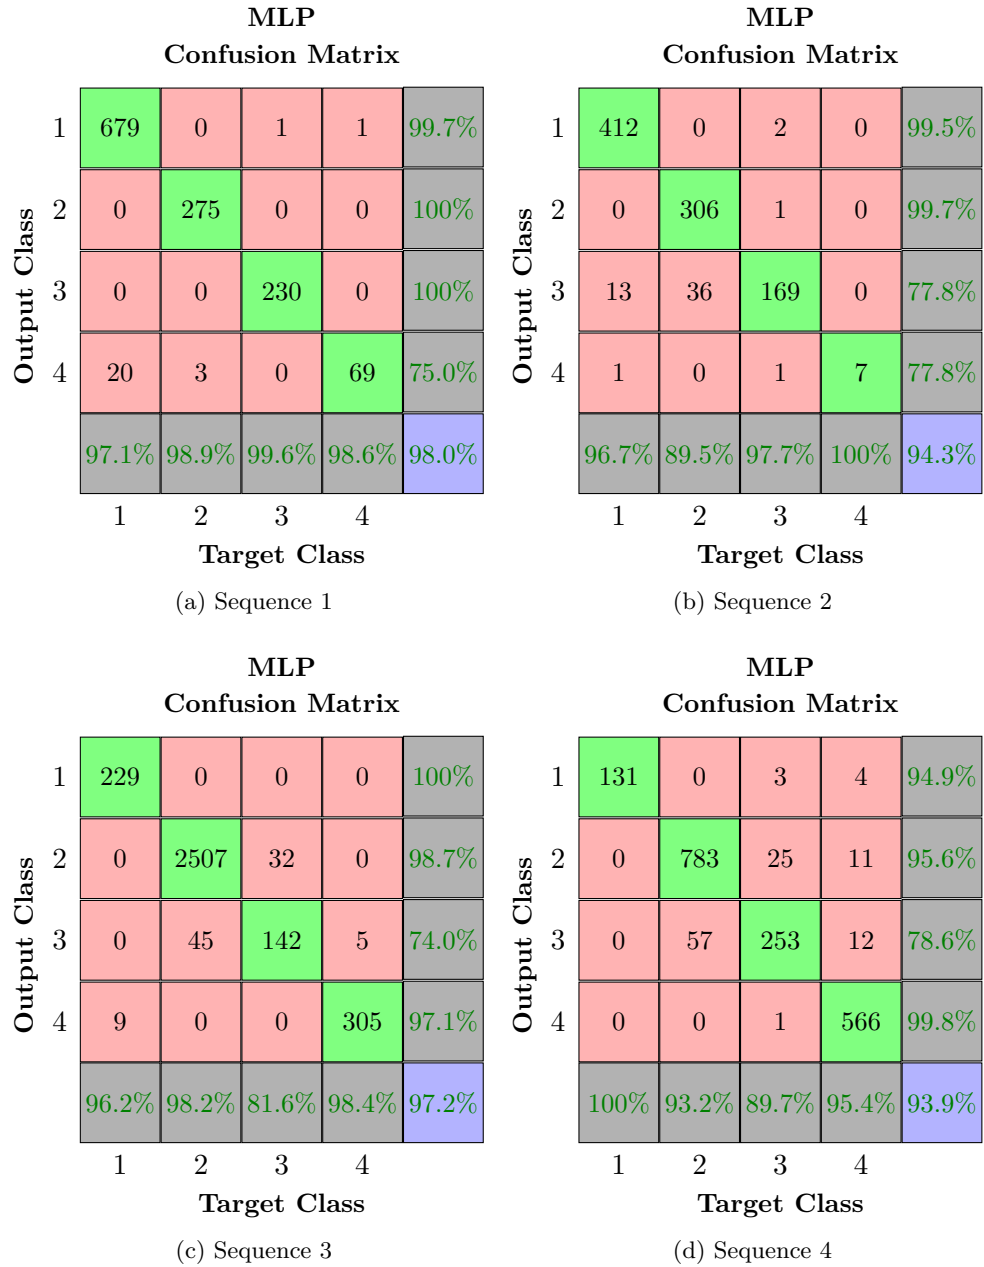 MLP
Confusion Matrix
1 679 0 1 1 99.7%
2 0 275 0 0 100%
3 0 0 230 0 100%
4 20 3 0 69 75.0%
97.1% 98.9% 99.6% 98.6% 98.0%
1 2 3 4
Output Class
Target Class
(a) Sequence 1
MLP
Confusion Matrix
1 412 0 2 0 99.5%
2 0 306 1 0 99.7%
3 13 36 169 0 77.8%
4 1 0 1 7 77.8%
96.7% 89.5% 97.7% 100% 94.3%
1 2 3 4
Output Class
Target Class
(b) Sequence 2
MLP
Confusion Matrix
1 229 0 0 0 100%
2 0 2507 32 0 98.7%
3 0 45 142 5 74.0%
4 9 0 0 305 97.1%
96.2% 98.2% 81.6% 98.4% 97.2%
1 2 3 4
Output Class
Target Class
(c) Sequence 3
MLP
Confusion Matrix
1 131 0 3 4 94.9%
2 0 783 25 11 95.6%
3 0 57 253 12 78.6%
4 0 0 1 566 99.8%
100% 93.2% 89.7% 95.4% 93.9%
1 2 3 4
Output Class
Target Class
(d) Sequence 4